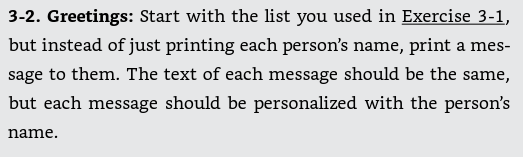 3-2. Greetings: Start with the list you used in Exercise 3-1,
but instead of just printing each person’s name, print a mes-
sage to them. The text of each message should be the same,
but each message should be personalized with the person’s
name.